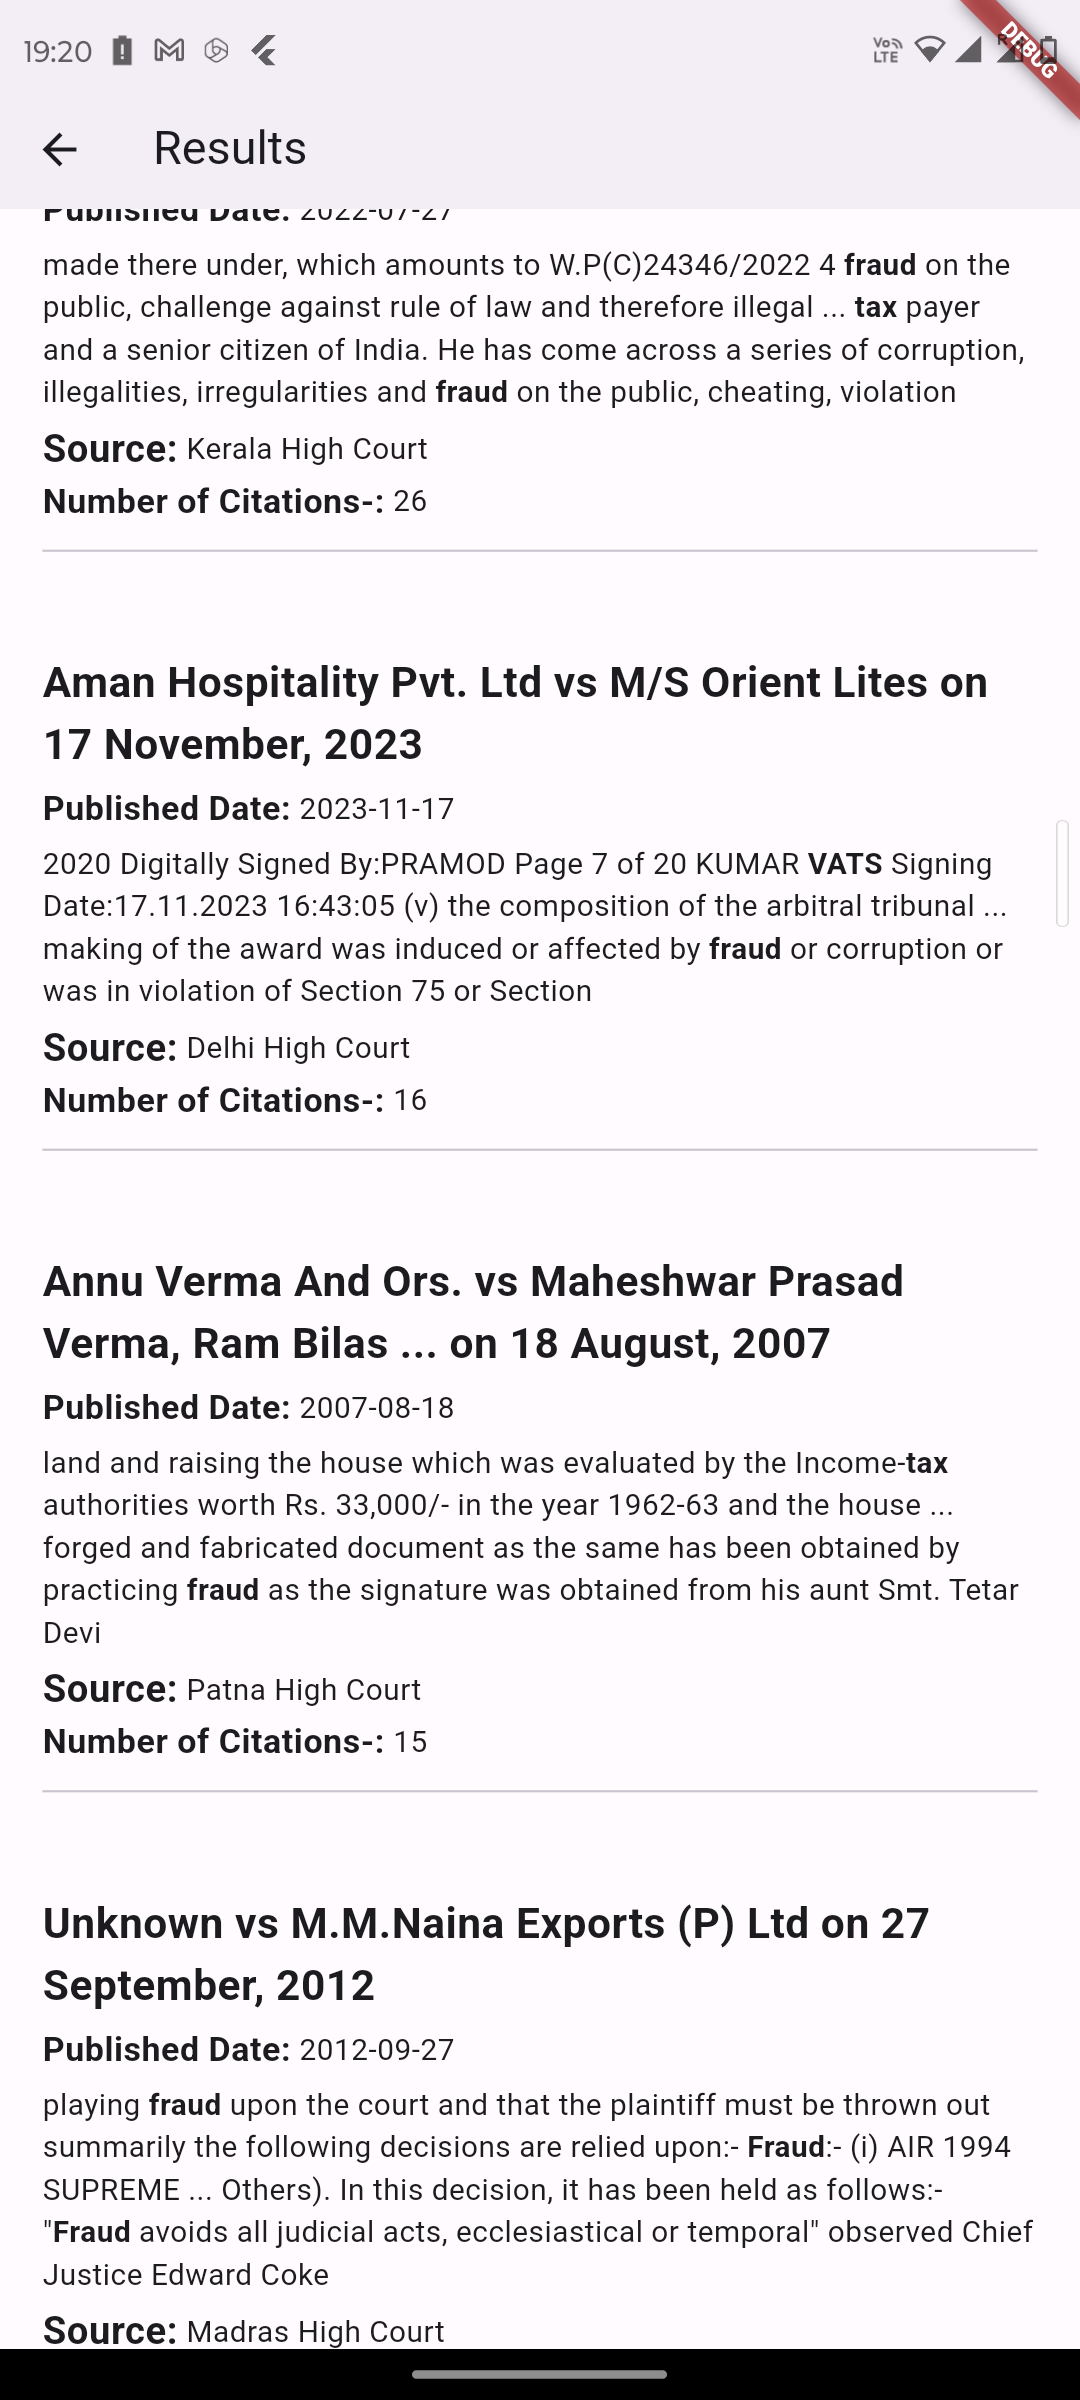 19:20
Vo
LTE
R
DEBUG
Results
Published Date: 2022-07-27
made there under, which amounts to W.P(C)24346/2022 4 fraud on the
public, challenge against rule of law and therefore illegal ... tax payer
and a senior citizen of India. He has come across a series of corruption,
illegalities, irregularities and fraud on the public, cheating, violation
Source: Kerala High Court
Number of Citations-: 26
Aman Hospitality Pvt. Ltd vs M/S Orient Lites on
17 November, 2023
Published Date: 2023-11-17
2020 Digitally Signed By:PRAMOD Page 7 of 20 KUMAR VATS Signing
Date:17.11.2023 16:43:05 (v) the composition of the arbitral tribunal ...
making of the award was induced or affected by fraud or corruption or
was in violation of Section 75 or Section
Source: Delhi High Court
Number of Citations-: 16
Annu Verma And Ors. vs Maheshwar Prasad
Verma, Ram Bilas ... on 18 August, 2007
Published Date: 2007-08-18
land and raising the house which was evaluated by the Income-tax
authorities worth Rs. 33,000/- in the year 1962-63 and the house ...
forged and fabricated document as the same has been obtained by
practicing fraud as the signature was obtained from his aunt Smt. Tetar
Devi
Source: Patna High Court
Number of Citations-: 15
Unknown vs M.M.Naina Exports (P) Ltd on 27
September, 2012
Published Date: 2012-09-27
playing fraud upon the court and that the plaintiff must be thrown out
summarily the following decisions are relied upon:- Fraud:- (i) AIR 1994
SUPREME ... Others). In this decision, it has been held as follows:-
"Fraud avoids all judicial acts, ecclesiastical or temporal" observed Chief
Justice Edward Coke
Source: Madras High Court